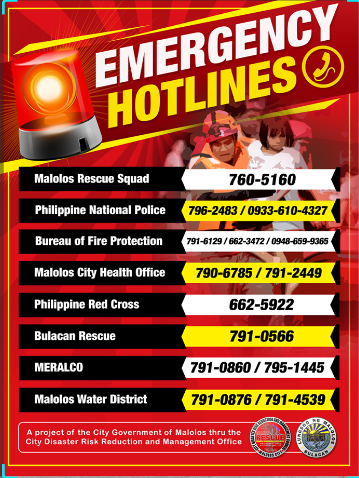 EMERGENCY
HOTLINES
Malolos Rescue Squad 760-5160
Philippine National Police 796-2483 / 0933-610-4327
Bureau of Fire Protection 791-6129 / 662-3472 / 0948-659-9365
Malolos City Health Office 790-6785 / 791-2449
Philippine Red Cross 662-5922
Bulacan Rescue 791-0566
MERALCO 791-0860 / 795-1445
Malolos Water District 791-0876 / 791-4539
A project of the City Government of Malolos thru the
City Disaster Risk Reduction and Management Office